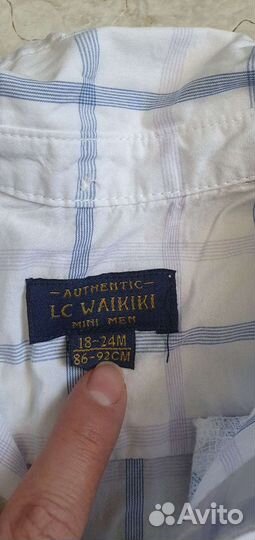 - AUTHENTIC -
LC WAIKIKI
MINI MEN
18-24M
86-92CM
Avito